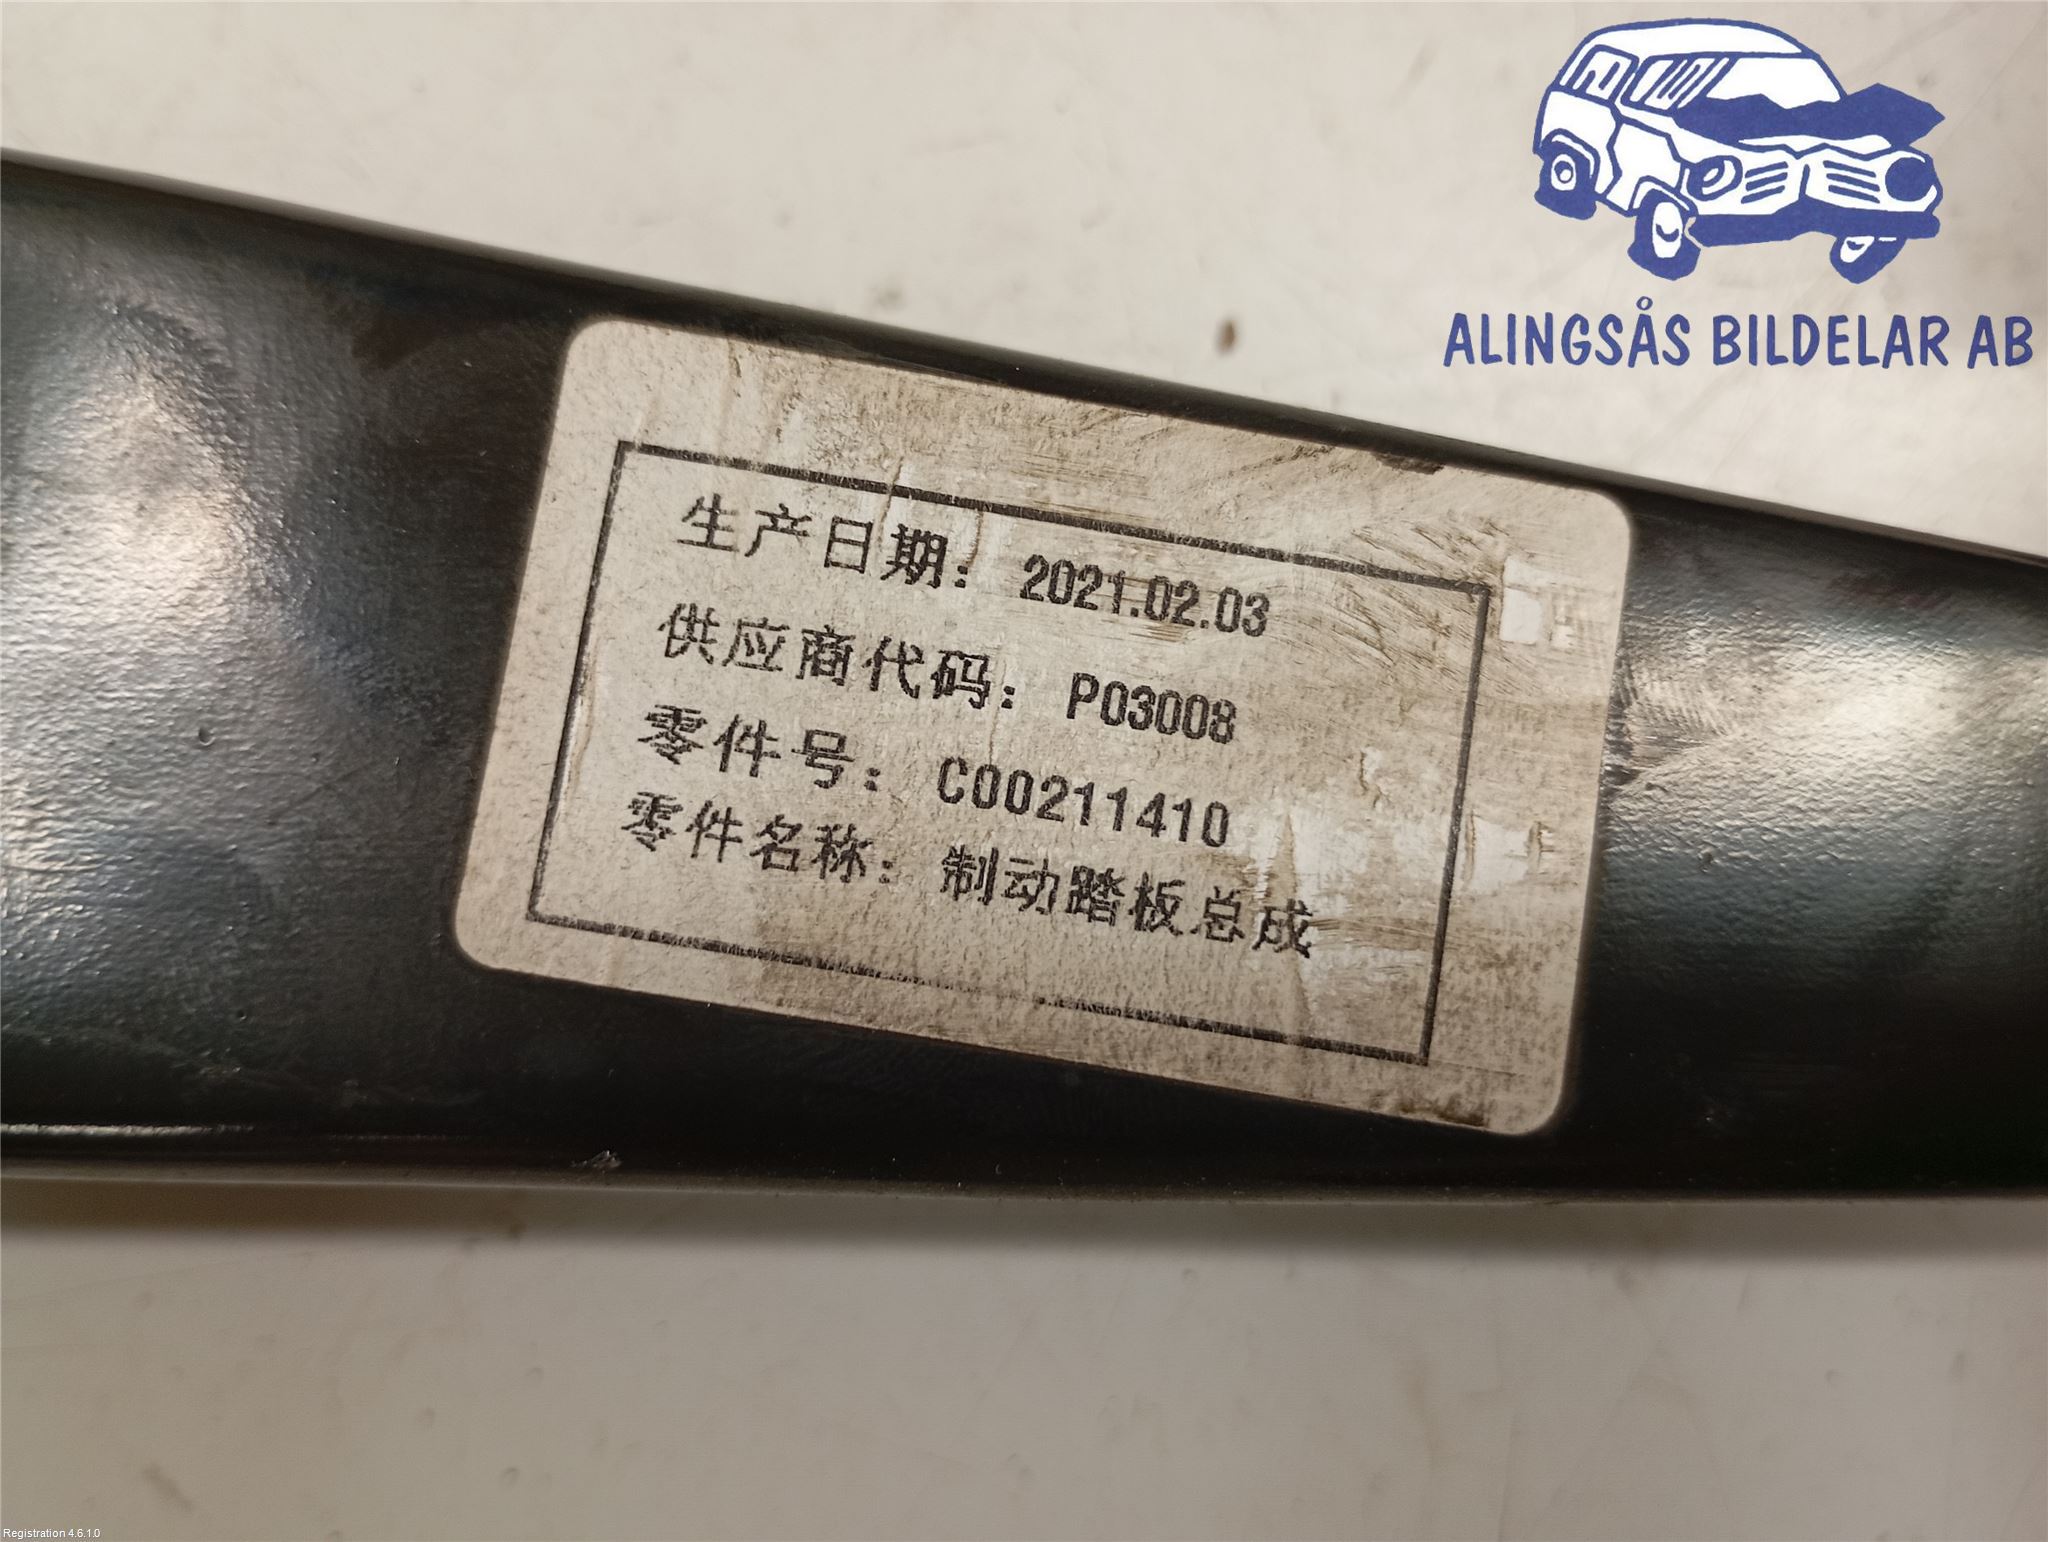 ALINGSÅS BILDELAR AB
生产日期: 2021.02.03
供应商代码: P03008
零件号: C00211410
零件名称: 制动踏板总成
Registration 4.6.1.0